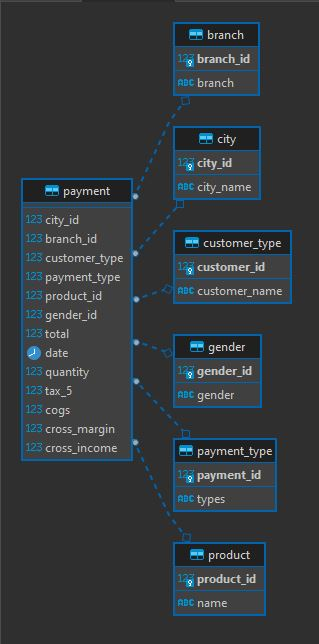 branch
123 branch_id
ABC branch
city
123 city_id
ABC city_name
payment
123 city_id
123 branch_id
123 customer_type
123 payment_type
123 product_id
123 gender_id
123 total
date
123 quantity
123 tax_5
123 cogs
123 cross_margin
123 cross_income
customer_type
123 customer_id
ABC customer_name
gender
123 gender_id
ABC gender
payment_type
123 payment_id
ABC types
product
123 product_id
ABC name